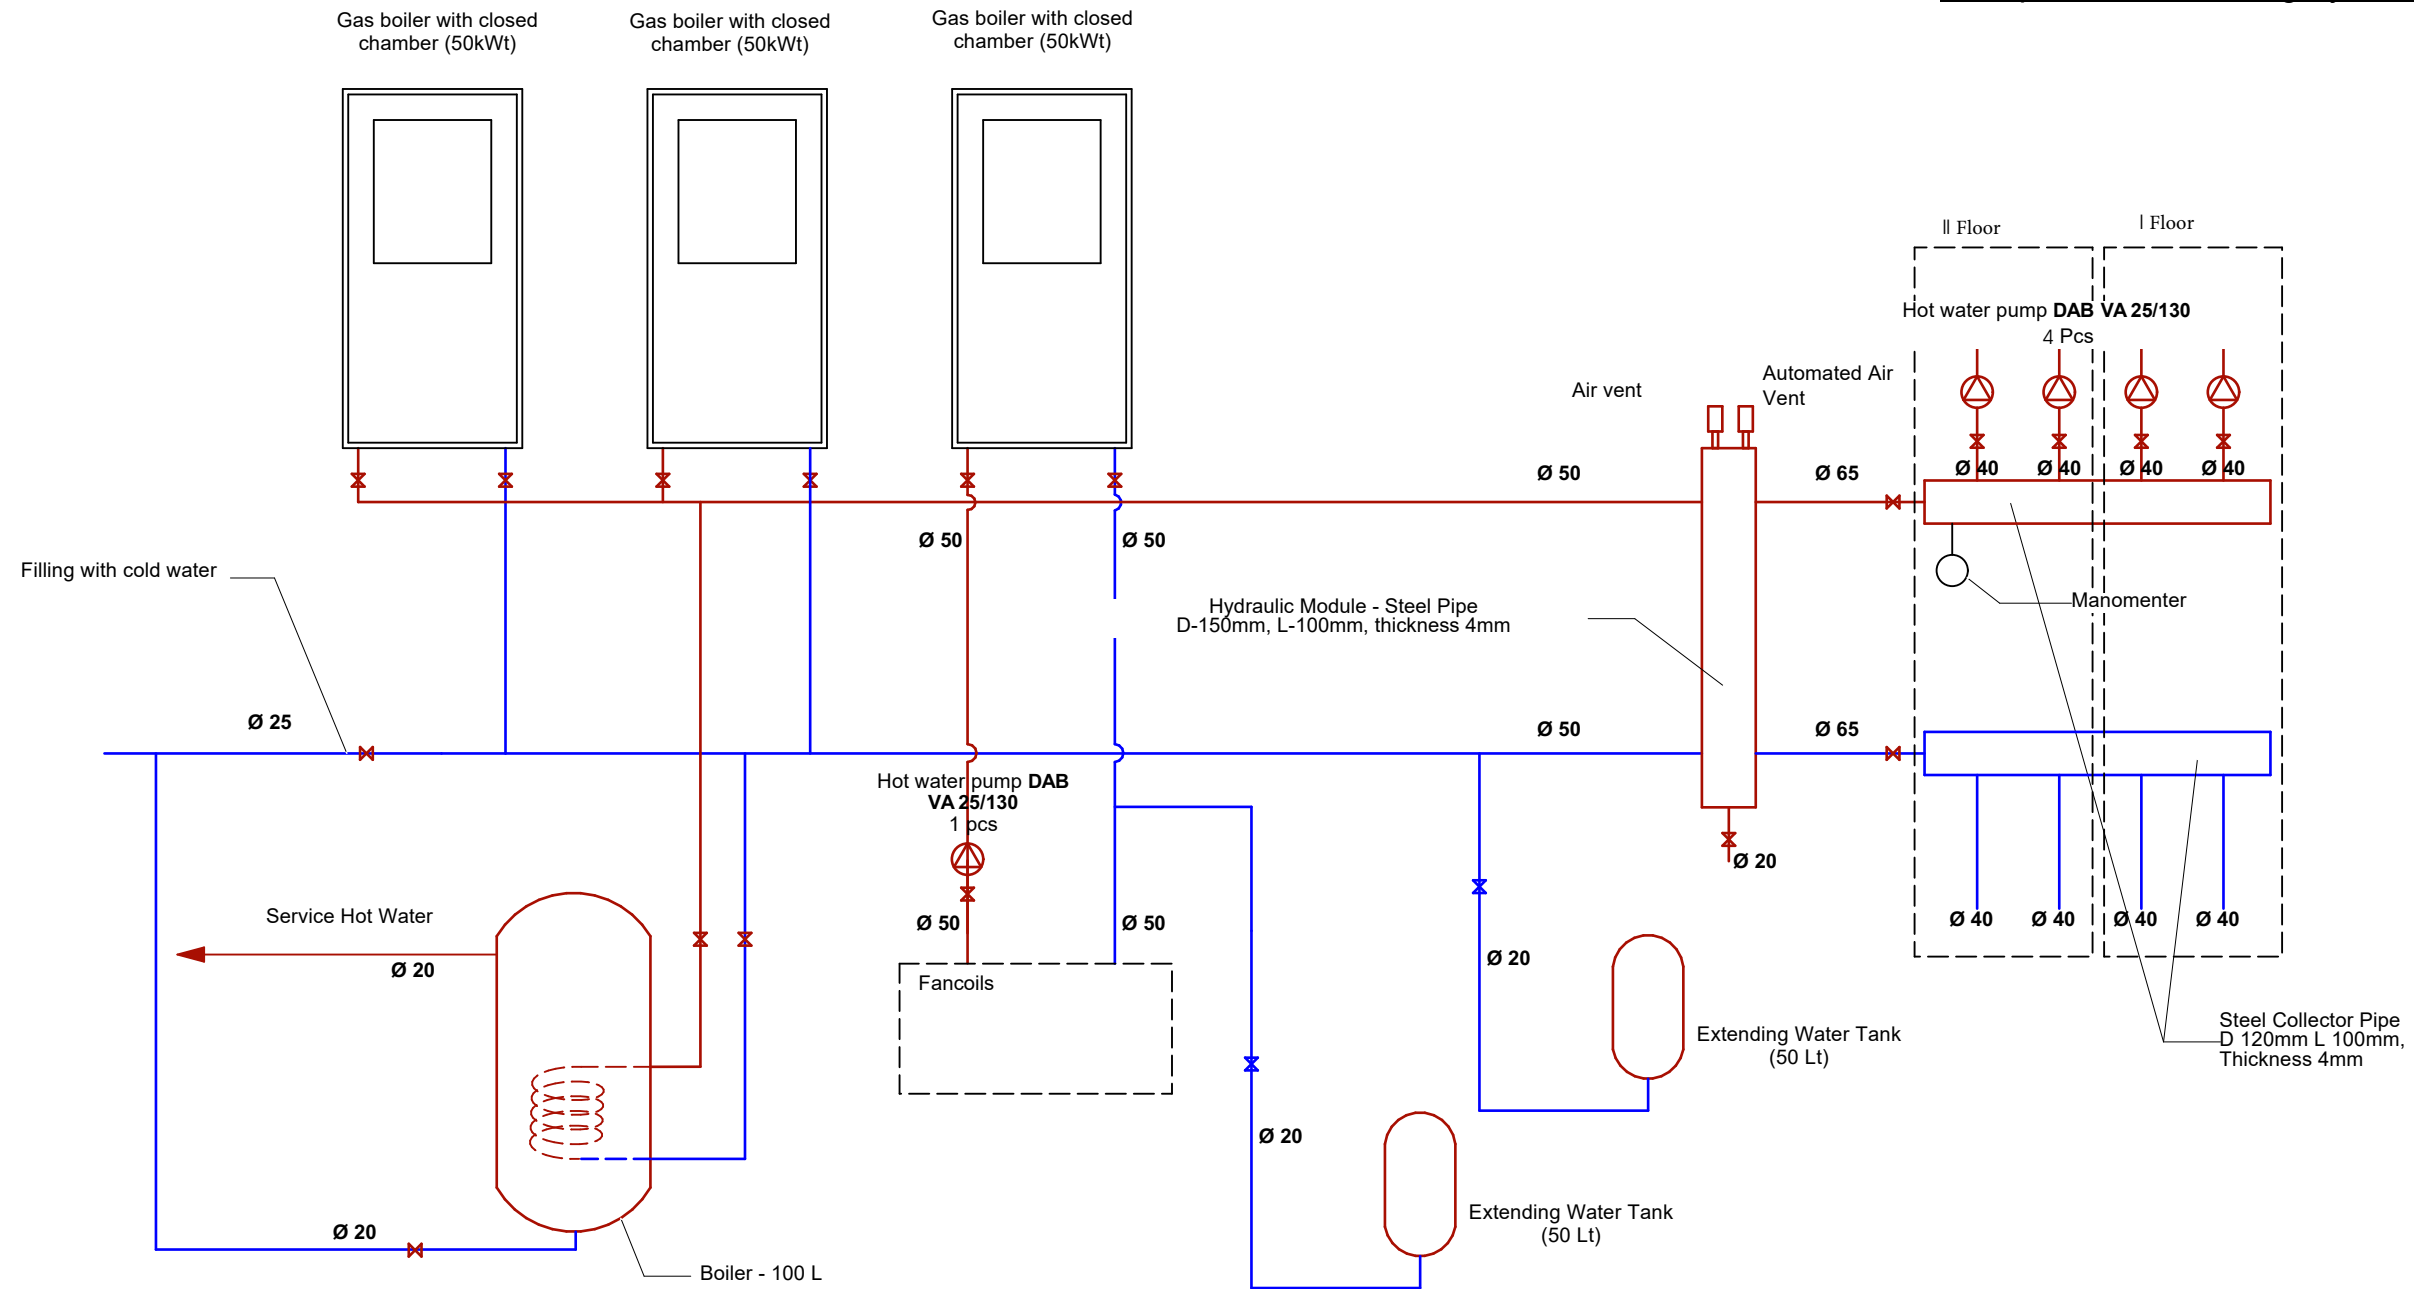 Gas boiler with closed
chamber (50kWt)
Gas boiler with closed
chamber (50kWt)
Gas boiler with closed
chamber (50kWt)
|| Floor
| Floor
Hot water pump DAB VA 25/130
4 Pcs
Air vent
Automated Air
Vent
Ø 50
Ø 65
Ø 40
Ø 40
Ø 40
Ø 40
Ø 50
Ø 50
Filling with cold water
Hydraulic Module - Steel Pipe
D-150mm, L-100mm, thickness 4mm
Manomenter
Ø 25
Ø 50
Ø 65
Hot water pump DAB
VA 25/130
1 pcs
Ø 20
Service Hot Water
Ø 20
Ø 50
Ø 50
Ø 40
Ø 40
Ø 40
Ø 40
Fancoils
Ø 20
Extending Water Tank
(50 Lt)
Steel Collector Pipe
D 120mm L 100mm,
Thickness 4mm
Ø 20
Extending Water Tank
(50 Lt)
Ø 20
Boiler - 100 L